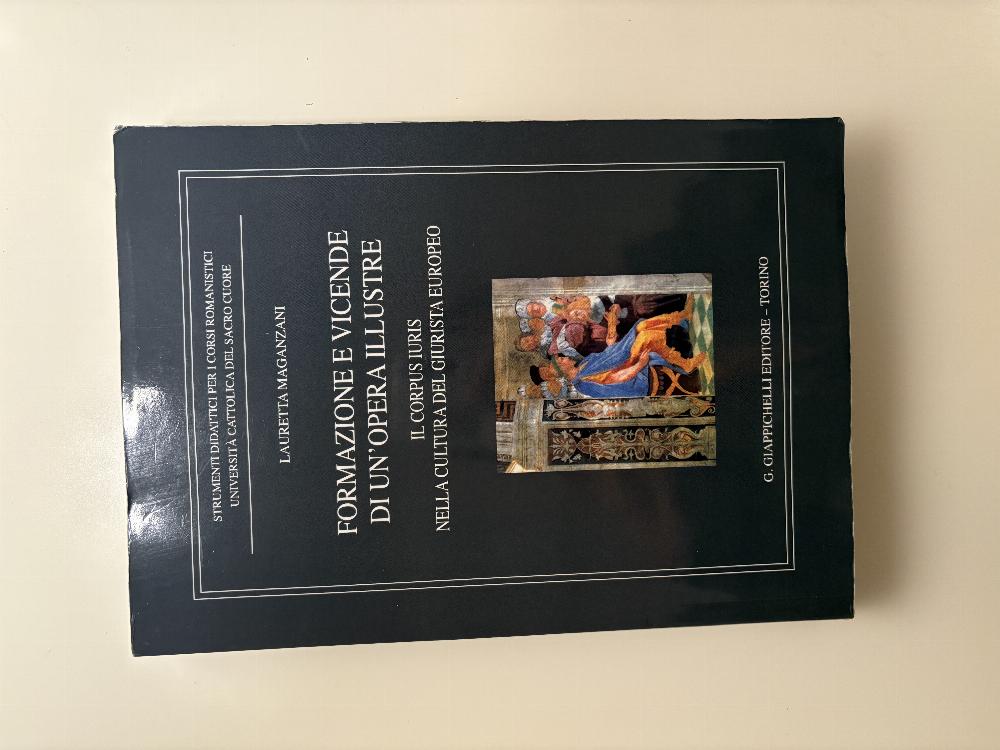 STRUMENTI DIDATTICI PER I CORSI ROMANISTICI
UNIVERSITÀ CATTOLICA DEL SACRO CUORE
LAURETTA MAGANZANI
FORMAZIONE E VICENDE
DI UN'OPERA ILLUSTRE
IL CORPUS IURIS
NELLA CULTURA DEL GIURISTA EUROPEO
G. GIAPPICHELLI EDITORE – TORINO